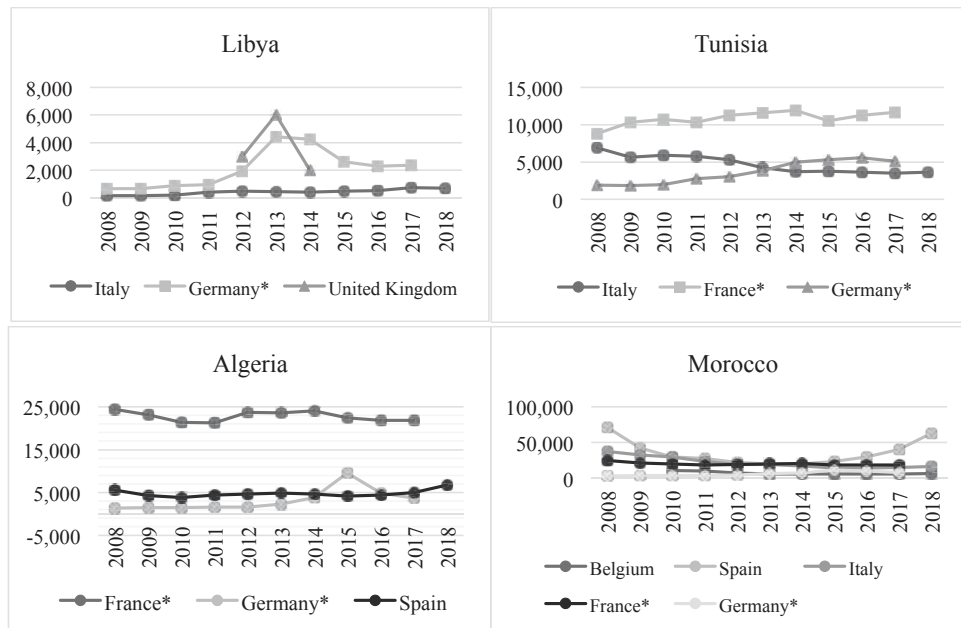 Libya
8,000
6,000
4,000
2,000
0
2008 2009 2010 2011 2012 2013 2014 2015 2016 2017 2018
Italy Germany* United Kingdom
Tunisia
15,000
10,000
5,000
0
2008 2009 2010 2011 2012 2013 2014 2015 2016 2017 2018
Italy France* Germany*
Algeria
25,000
15,000
5,000
-5,000
2008 2009 2010 2011 2012 2013 2014 2015 2016 2017 2018
France* Germany* Spain
Morocco
100,000
50,000
0
2008 2009 2010 2011 2012 2013 2014 2015 2016 2017 2018
Belgium Spain Italy
France* Germany*